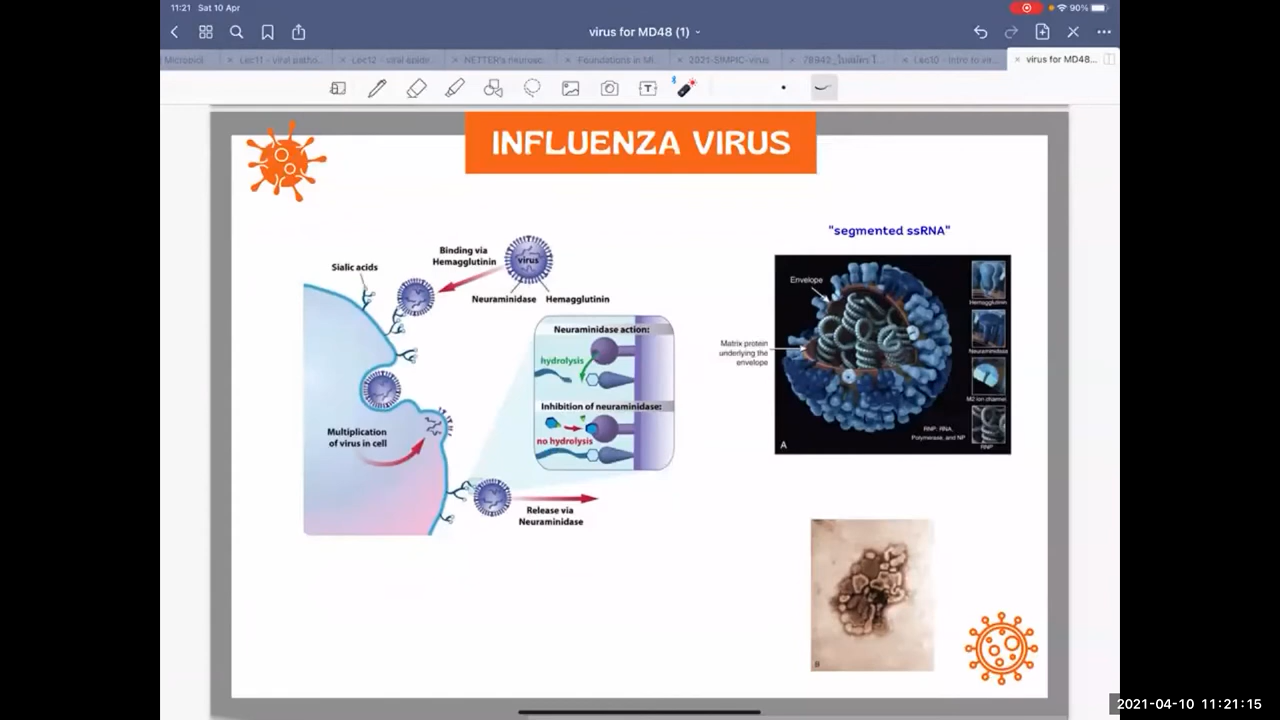 11:21 Sat 10 Apr
90%
virus for MD48 (1)
Lec11 - viral patho...
Lec12 - viral epide...
NETTER's neurosc...
Foundations in Mi...
2021-SIMPIC-virus
Lec10 - Intro to vir...
virus for MD48...
INFLUENZA VIRUS
"segmented ssRNA"
Binding via
Hemagglutinin
virus
Sialic acids
Neuraminidase
Hemagglutinin
Neuraminidase action:
hydrolysis
Inhibition of neuraminidase:
no hydrolysis
Multiplication
of virus in cell
Release via
Neuraminidase
Envelope
Matrix protein
underlying the
envelope
Hemagglutinin
Neuraminidase
M2 ion channel
RNP: RNA,
Polymerase, and NP
RNP
A
B
2021-04-10 11:21:15